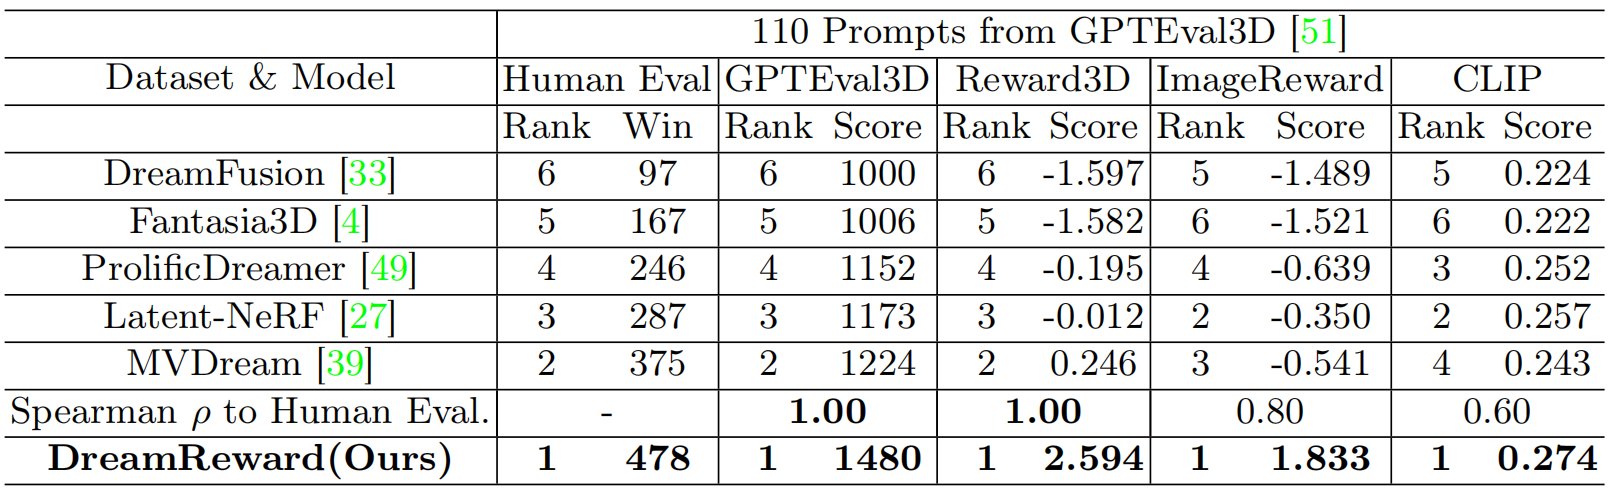 110 Prompts from GPTEval3D [51]
Dataset & Model Human Eval GPTEval3D Reward3D ImageReward CLIP
Rank Win Rank Score Rank Score Rank Score Rank Score
DreamFusion [33] 6 97 6 1000 6 -1.597 5 -1.489 5 0.224
Fantasia3D [4] 5 167 5 1006 5 -1.582 6 -1.521 6 0.222
ProlificDreamer [49] 4 246 4 1152 4 -0.195 4 -0.639 3 0.252
Latent-NeRF [27] 3 287 3 1173 3 -0.012 2 -0.350 2 0.257
MVDream [39] 2 375 2 1224 2 0.246 3 -0.541 4 0.243
Spearman ρ to Human Eval. - 1.00 1.00 0.80 0.60
DreamReward(Ours) 1 478 1 1480 1 2.594 1 1.833 1 0.274